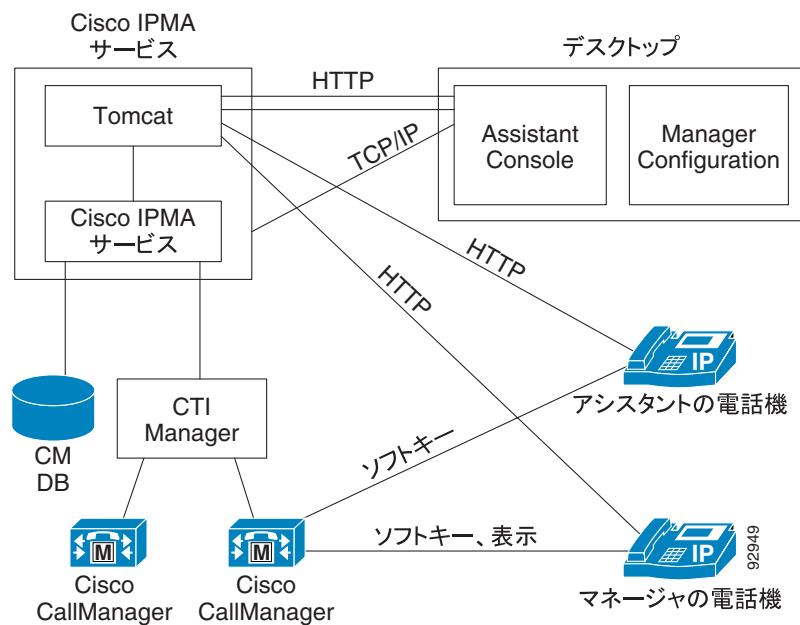 Cisco IPMA
サービス
デスクトップ
HTTP
Tomcat
Assistant
Console
Manager
Configuration
TCP/IP
Cisco IPMA
サービス
HTTP
HTTP
IP
アシスタントの電話機
CTI
Manager
CM
DB
ソフトキー
M
Cisco
CallManager
M
Cisco
CallManager
ソフトキー、表示
IP
マネージャの電話機
92949